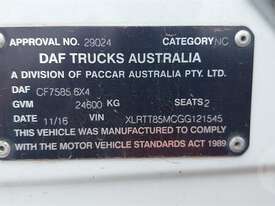 APPROVAL NO. 29024 CATEGORY NC
DAF TRUCKS AUSTRALIA
A DIVISION OF PACCAR AUSTRALIA PTY. LTD.
DAF CF7585 6X4
GVM 24600 KG SEATS 2
DATE 11/16 VIN XLRTT85MCGG121545
THIS VEHICLE WAS MANUFACTURED TO COMPLY
WITH THE MOTOR VEHICLE STANDARDS ACT 1989